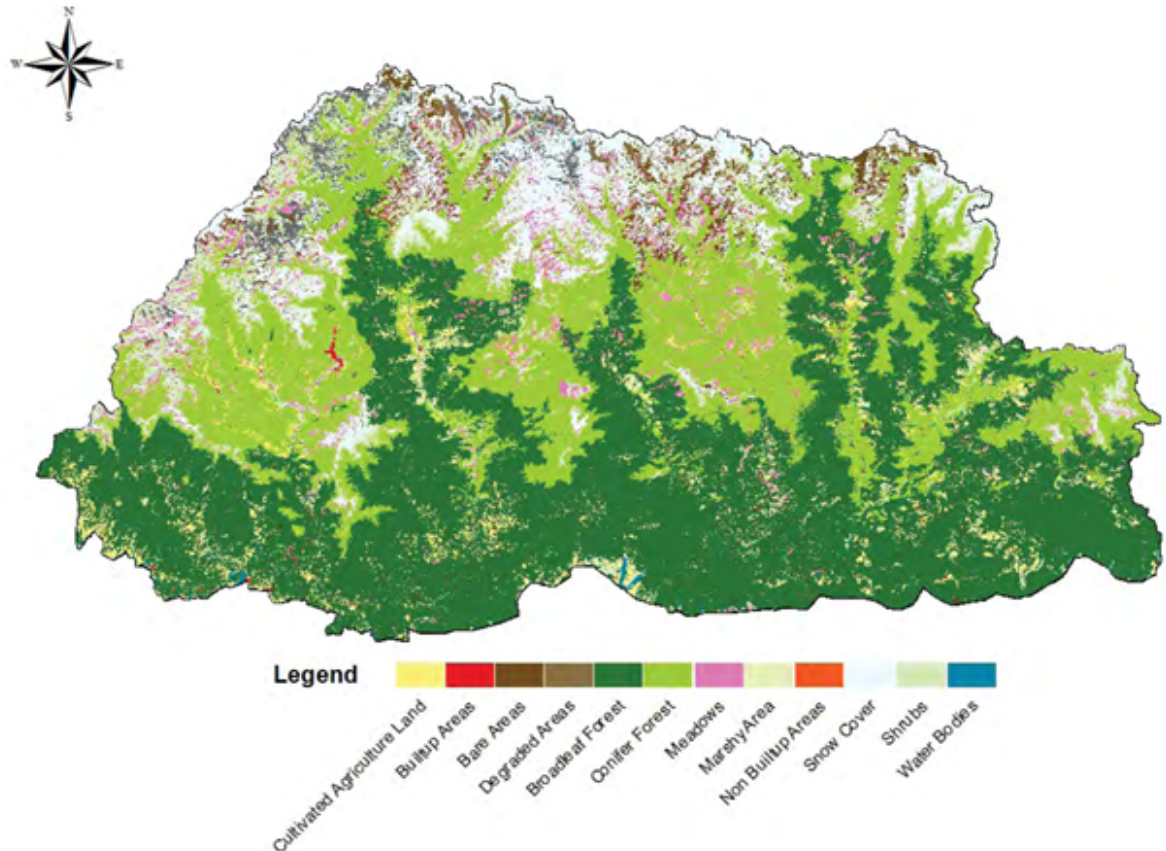 N
W E
S
Legend
Cultivated Agriculture Land
Builtup Areas
Bare Areas
Degraded Areas
Broadleaf Forest
Conifer Forest
Meadows
Marshy Area
Non Builtup Areas
Snow Cover
Shrubs
Water Bodies